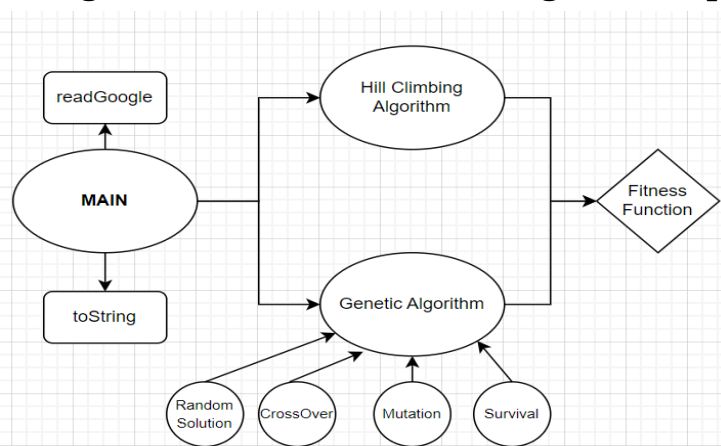 readGoogle
MAIN
toString
Hill Climbing
Algorithm
Genetic Algorithm
Fitness
Function
Random
Solution
CrossOver
Mutation
Survival